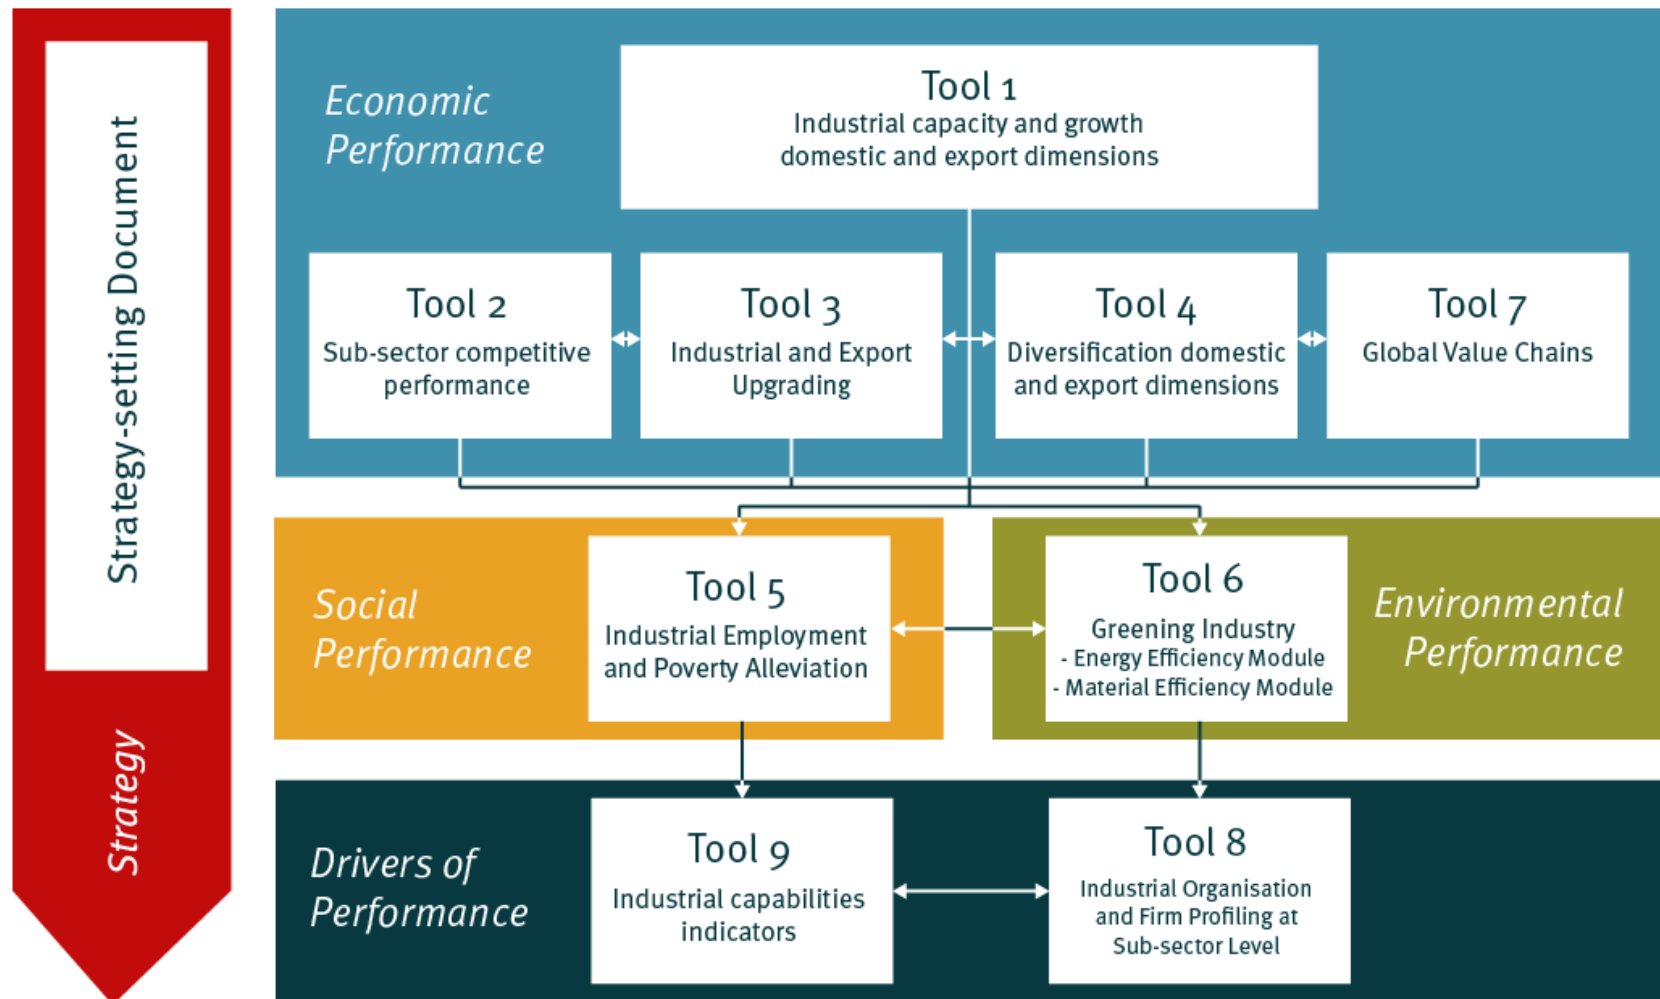 Strategy-setting Document
Strategy
Economic
Performance
Tool 1
Industrial capacity and growth
domestic and export dimensions
Tool 2
Sub-sector competitive
performance
Tool 3
Industrial and Export
Upgrading
Tool 4
Diversification domestic
and export dimensions
Tool 7
Global Value Chains
Social
Performance
Tool 5
Industrial Employment
and Poverty Alleviation
Tool 6
Greening Industry
- Energy Efficiency Module
- Material Efficiency Module
Environmental
Performance
Drivers of
Performance
Tool 9
Industrial capabilities
indicators
Tool 8
Industrial Organisation
and Firm Profiling at
Sub-sector Level